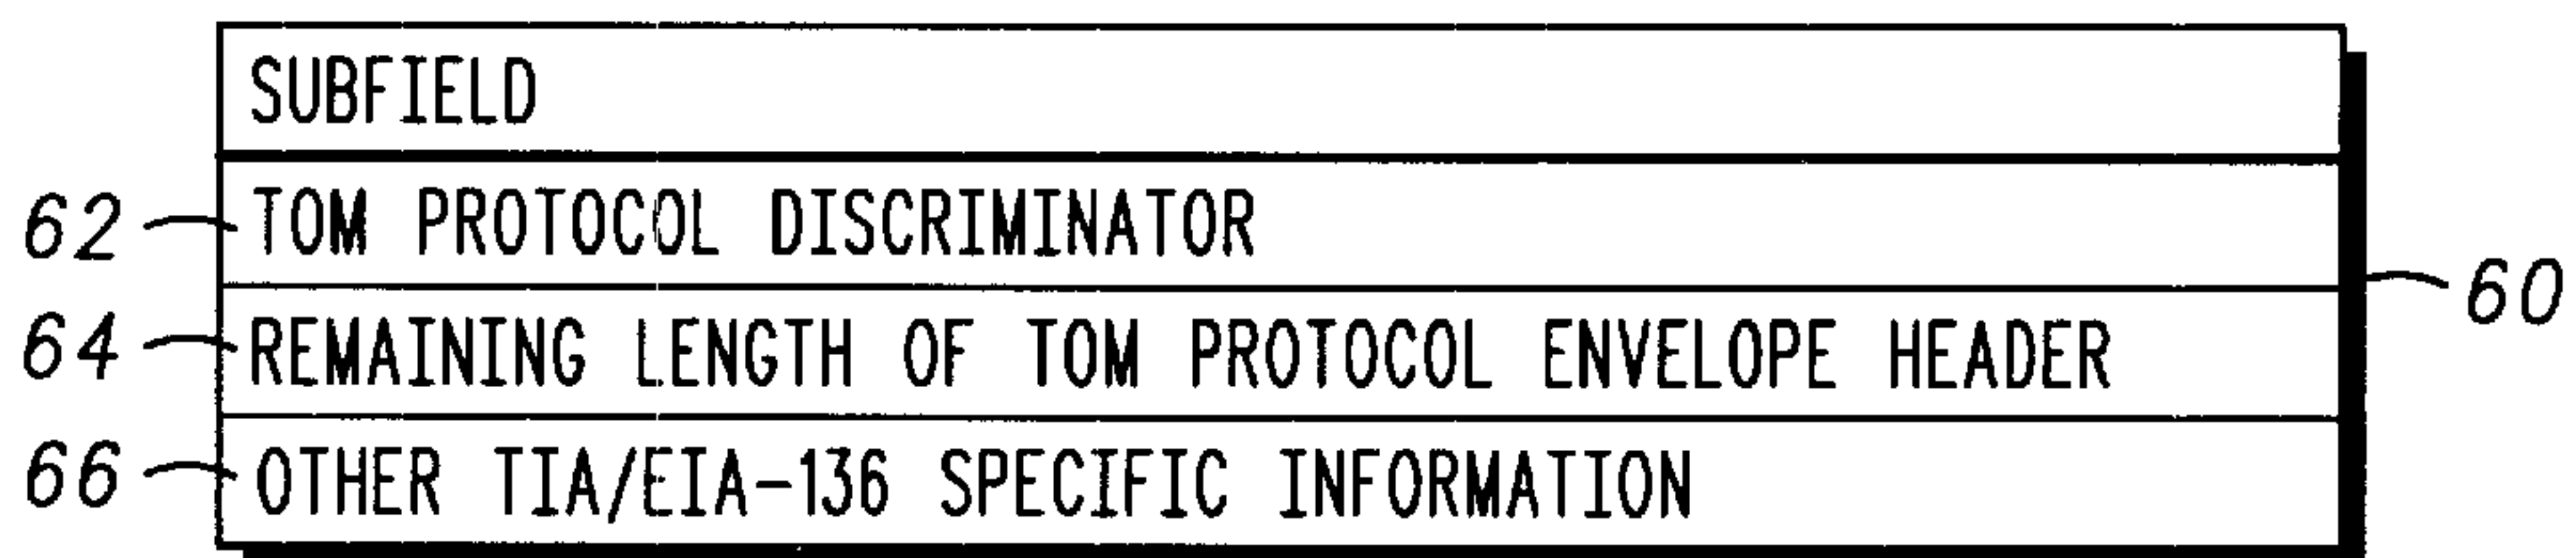 SUBFIELD
62 TOM PROTOCOL DISCRIMINATOR
60
64 REMAINING LENGTH OF TOM PROTOCOL ENVELOPE HEADER
66 OTHER TIA/EIA-136 SPECIFIC INFORMATION